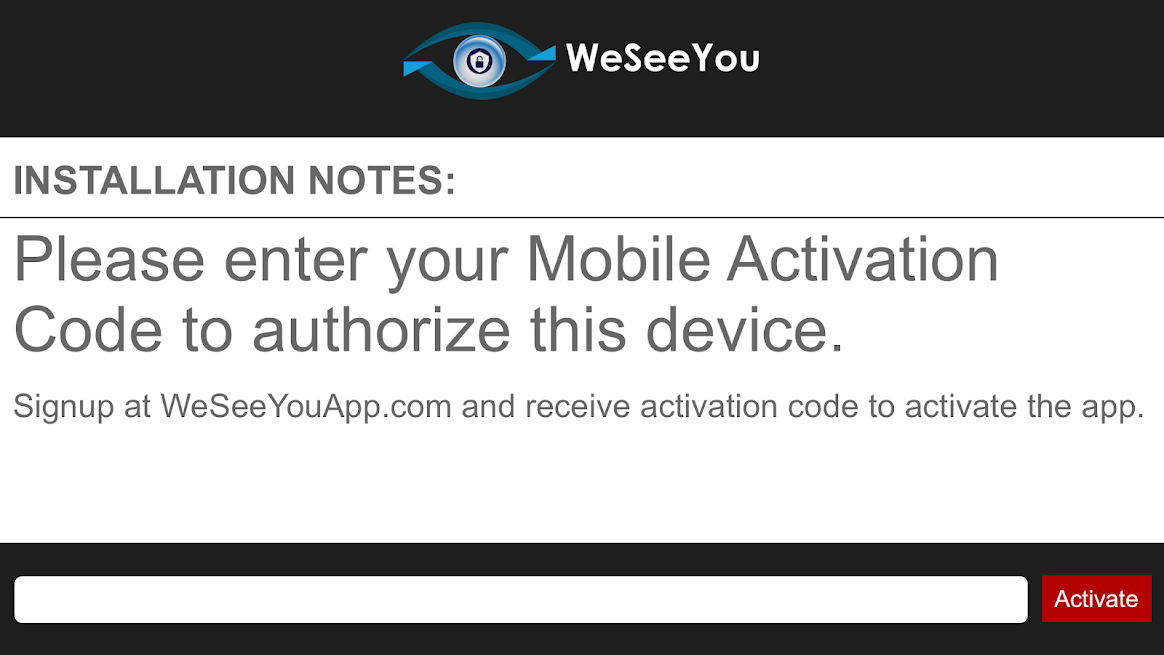 WeSeeYou
INSTALLATION NOTES:
Please enter your Mobile Activation
Code to authorize this device.
Signup at WeSeeYouApp.com and receive activation code to activate the app.
Activate